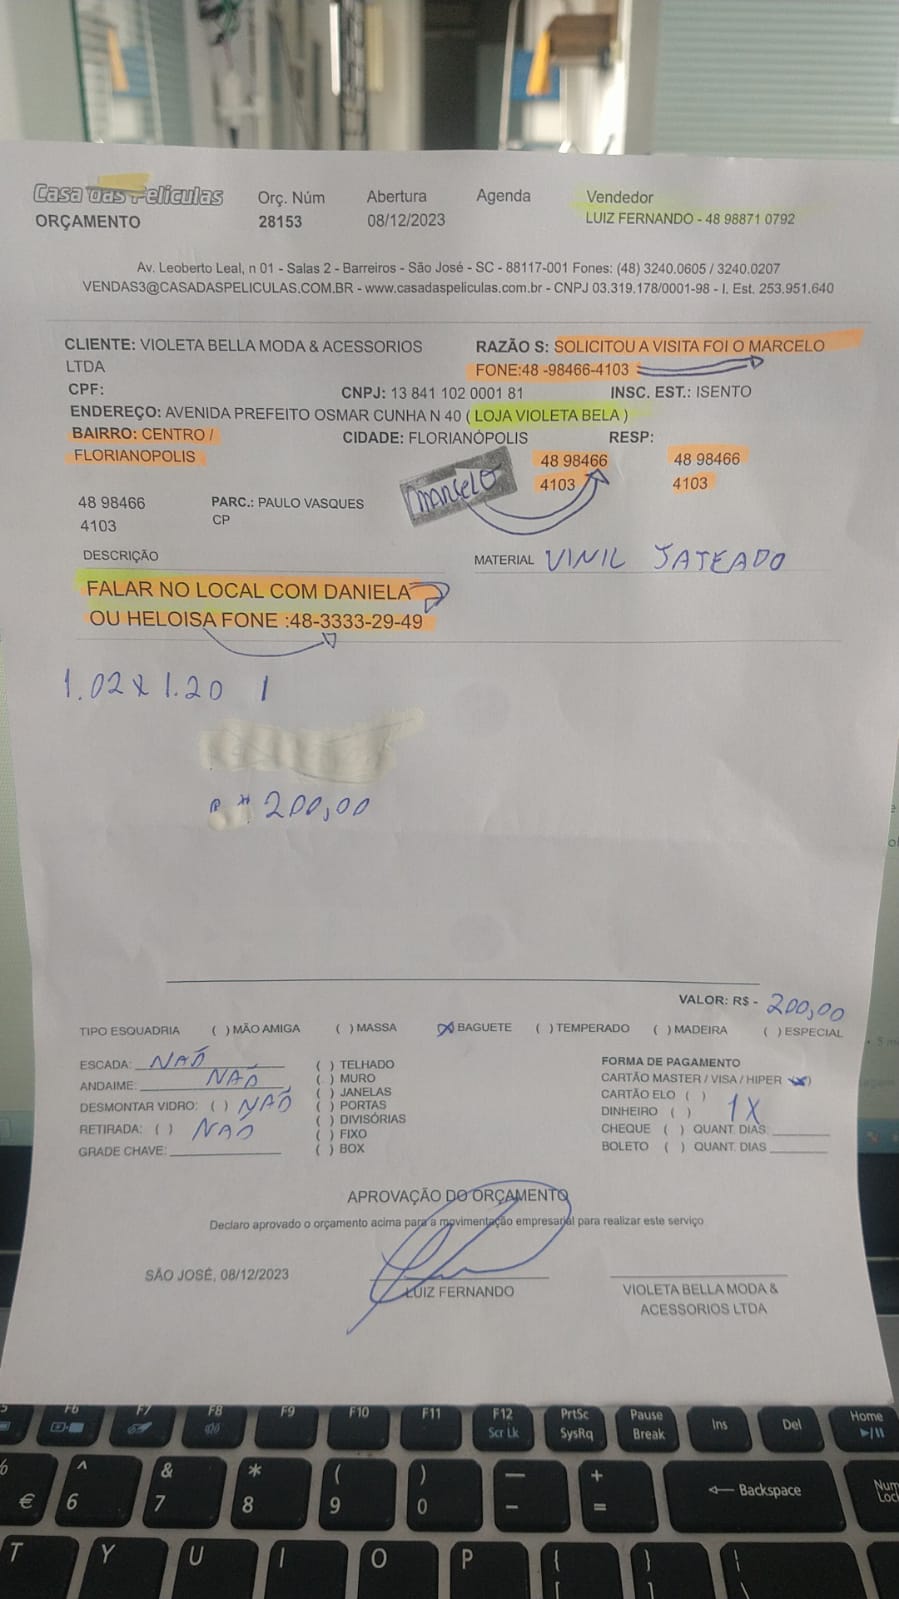 Casa das Peliculas
ORÇAMENTO
Orç. Núm
28153
Abertura
08/12/2023
Agenda
Vendedor
LUIZ FERNANDO - 48 98871 0792
Av. Leoberto Leal, n 01 - Salas 2 - Barreiros - São José - SC - 88117-001 Fones: (48) 3240.0605 / 3240.0207
VENDAS3@CASADASPELICULAS.COM.BR - www.casadaspeliculas.com.br - CNPJ 03.319.178/0001-98 - I. Est. 253.951.640
CLIENTE: VIOLETA BELLA MODA & ACESSORIOS
LTDA
RAZÃO S: SOLICITOU A VISITA FOI O MARCELO
FONE:48 -98466-4103
CPF:
CNPJ: 13 841 102 0001 81
INSC. EST.: ISENTO
ENDEREÇO: AVENIDA PREFEITO OSMAR CUNHA N 40 ( LOJA VIOLETA BELA )
BAIRRO: CENTRO /
FLORIANOPOLIS
CIDADE: FLORIANÓPOLIS
RESP:
48 98466
4103
48 98466
4103
MARCELO
48 98466
4103
PARC.: PAULO VASQUES
CP
DESCRIÇÃO
MATERIAL VINIL JATEADO
FALAR NO LOCAL COM DANIELA
OU HELOISA FONE :48-3333-29-49
1.02 x 1.20 1
200,00
VALOR: R$ - 200,00
TIPO ESQUADRIA ( ) MÃO AMIGA ( ) MASSA (X) BAGUETE ( ) TEMPERADO ( ) MADEIRA ( ) ESPECIAL
ESCADA: NAÕ
ANDAIME: NAÕ
DESMONTAR VIDRO: ( ) NAÕ
RETIRADA: ( ) NAÕ
GRADE CHAVE:
( ) TELHADO
( ) MURO
( ) JANELAS
( ) PORTAS
( ) DIVISÓRIAS
( ) FIXO
( ) BOX
FORMA DE PAGAMENTO
CARTÃO MASTER / VISA / HIPER (X)
CARTÃO ELO ( )
DINHEIRO ( ) 1X
CHEQUE ( ) QUANT. DIAS:
BOLETO ( ) QUANT. DIAS
APROVAÇÃO DO ORÇAMENTO
Declaro aprovado o orçamento acima para a movimentação empresarial para realizar este serviço
SÃO JOSÉ, 08/12/2023
LUIZ FERNANDO
VIOLETA BELLA MODA &
ACESSORIOS LTDA
F6 F7 F8 F9 F10 F11 F12 PrtSc Pause Ins Del Home
Scr Lk SysRq Break
^ & * ( ) — + Backspace
€ 6 7 8 9 0 - = Num
T Y U I O P { } |
[ ] \